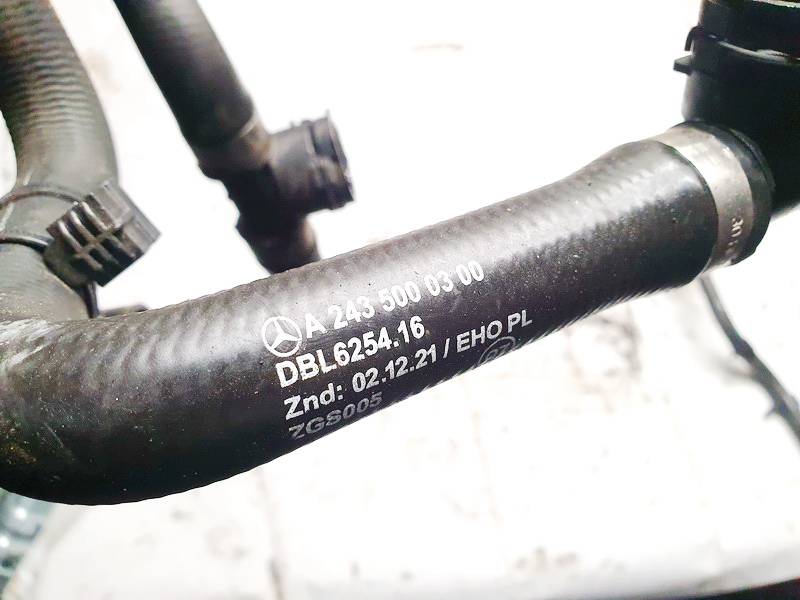 A 243 500 03 00
DBL6254.16
Znd: 02.12.21 / EHO PL
ZGS005